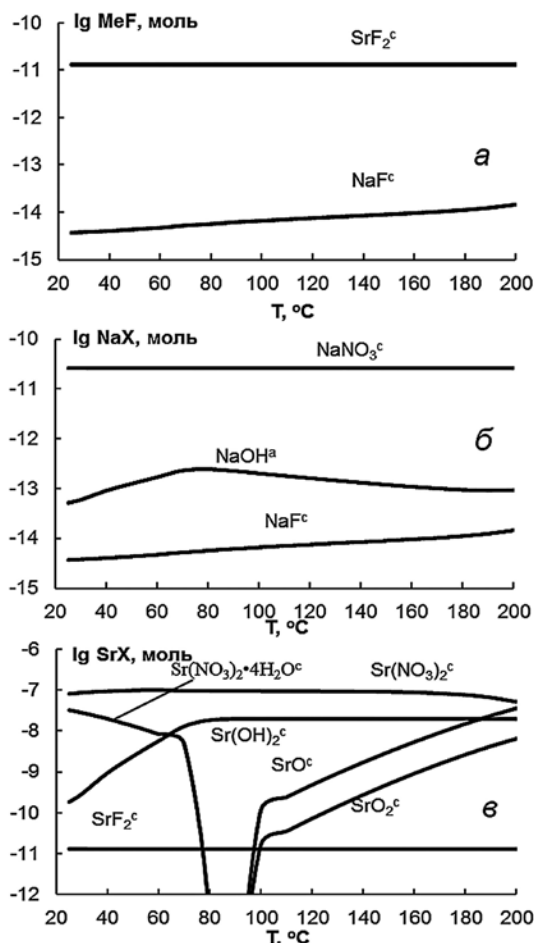 lg MeF, моль
-10
SrF₂ᶜ
-11
-12
-13
а
NaFᶜ
-14
-15
20 40 60 80 100 120 140 160 180 200
T, °C
lg NaX, моль
-10
NaNO₃ᶜ
-11
-12
б
NaOHᵃ
-13
NaFᶜ
-14
-15
20 40 60 80 100 120 140 160 180 200
T, °C
lg SrX, моль
-6
Sr(NO₃)₂•4H₂Oᶜ Sr(NO₃)₂ᶜ
-7
-8
Sr(OH)₂ᶜ
SrOᶜ
-9
SrO₂ᶜ
-10
SrF₂ᶜ
в
-11
-12
20 40 60 80 100 120 140 160 180 200
T, °C